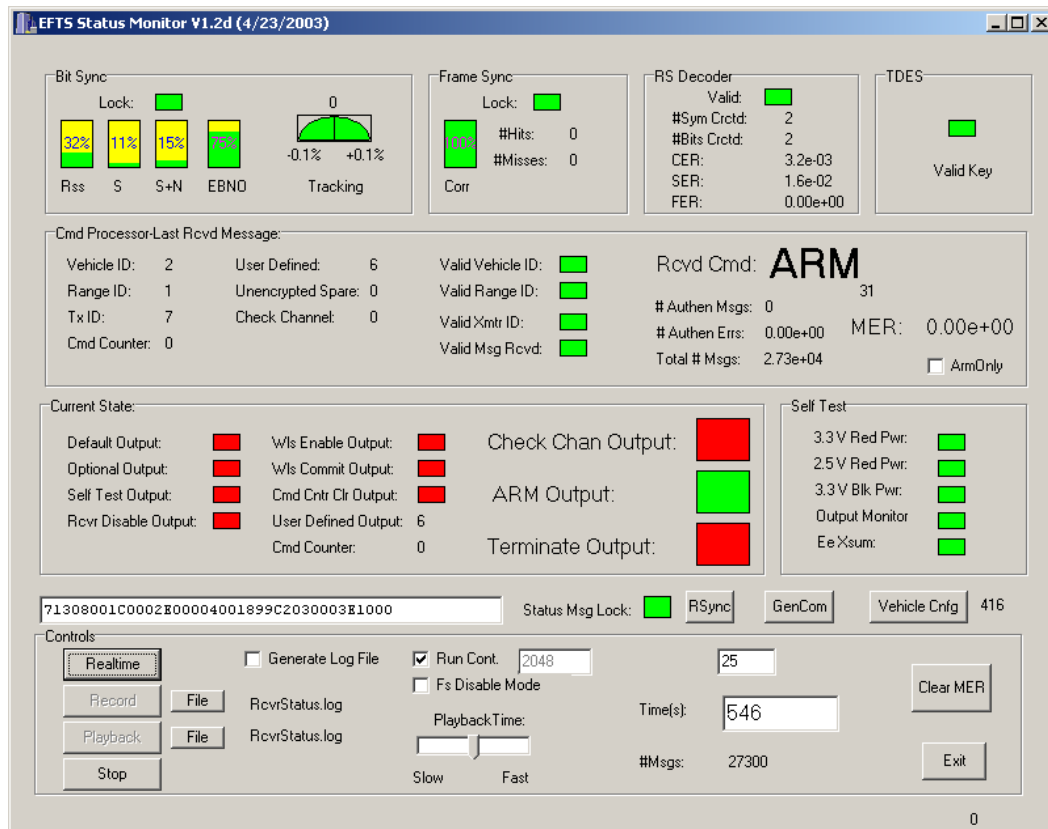 EFTS Status Monitor V1.2d (4/23/2003)
Bit Sync
Lock:
0
32% 11% 15% 75%
-0.1% +0.1%
Rss S S+N EBNO Tracking
Frame Sync
Lock:
100%
#Hits: 0
#Misses: 0
Corr
RS Decoder
Valid:
#Sym Crctd: 2
#Bits Crctd: 2
CER: 3.2e-03
SER: 1.6e-02
FER: 0.00e+00
TDES
Valid Key
Cmd Processor-Last Rcvd Message:
Vehicle ID: 2
Range ID: 1
Tx ID: 7
Cmd Counter: 0
User Defined: 6
Unencrypted Spare: 0
Check Channel: 0
Valid Vehicle ID:
Valid Range ID:
Valid Xmtr ID:
Valid Msg Rcvd:
Rcvd Cmd: ARM
31
# Authen Msgs: 0
# Authen Errs: 0.00e+00
Total # Msgs: 2.73e+04
MER: 0.00e+00
ArmOnly
Current State:
Default Output:
Optional Output:
Self Test Output:
Rcvr Disable Output:
Wls Enable Output:
Wls Commit Output:
Cmd Cntr Clr Output:
User Defined Output: 6
Cmd Counter: 0
Check Chan Output:
ARM Output:
Terminate Output:
Self Test
3.3 V Red Pwr:
2.5 V Red Pwr:
3.3 V Blk Pwr:
Output Monitor
Ee Xsum:
71308001C0002E00004001899C2030003E1000
Status Msg Lock:
RSync
GenCom
Vehicle Cnfg
416
Controls
Realtime
Record
Playback
Stop
File
File
Generate Log File
RcvrStatus.log
RcvrStatus.log
Run Cont. 2048
Fs Disable Mode
PlaybackTime:
Slow Fast
25
Time(s): 546
#Msgs: 27300
Clear MER
Exit
0